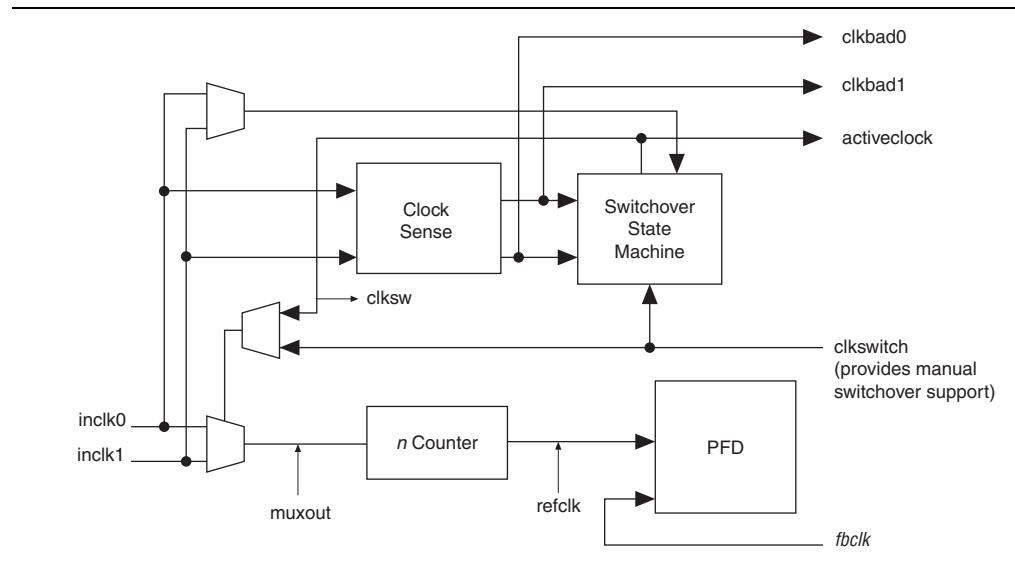 clkbad0
clkbad1
activeclock
Clock
Sense
Switchover
State
Machine
clksw
clkswitch
(provides manual
switchover support)
inclk0
inclk1
n Counter
PFD
muxout
refclk
fbclk